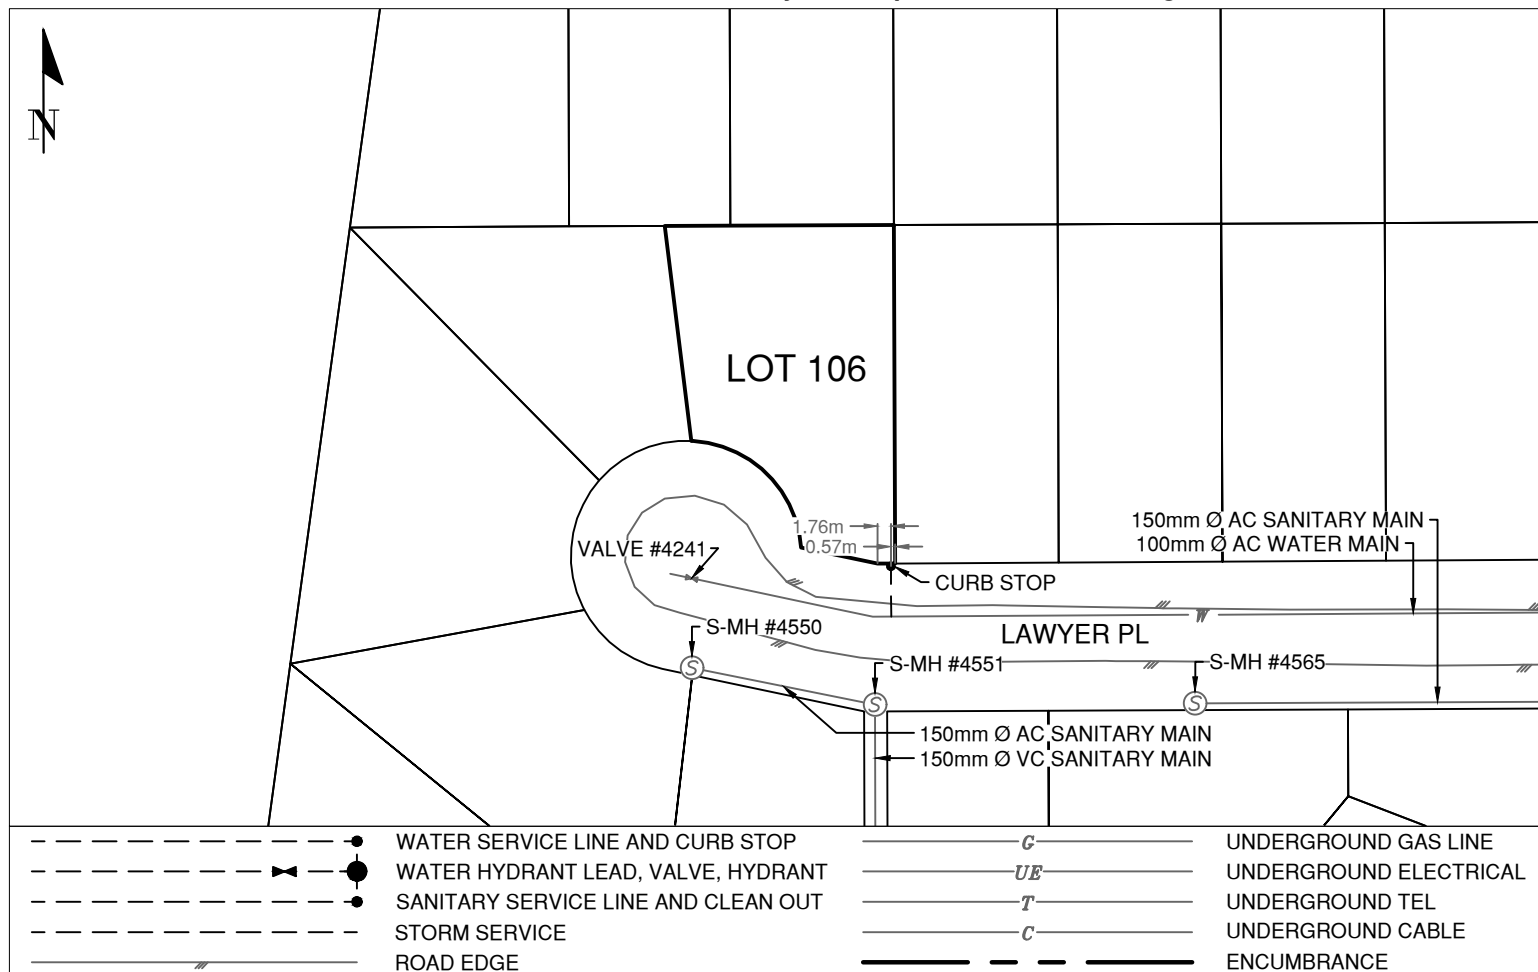 N
LOT 106
1.76m
0.57m
150mm Ø AC SANITARY MAIN
100mm Ø AC WATER MAIN
VALVE #4241
CURB STOP
W
S-MH #4550
LAWYER PL
S-MH #4551
S-MH #4565
S
S
S
150mm Ø AC SANITARY MAIN
150mm Ø VC SANITARY MAIN
WATER SERVICE LINE AND CURB STOP
WATER HYDRANT LEAD, VALVE, HYDRANT
SANITARY SERVICE LINE AND CLEAN OUT
STORM SERVICE
ROAD EDGE
G UNDERGROUND GAS LINE
UE UNDERGROUND ELECTRICAL
T UNDERGROUND TEL
C UNDERGROUND CABLE
ENCUMBRANCE